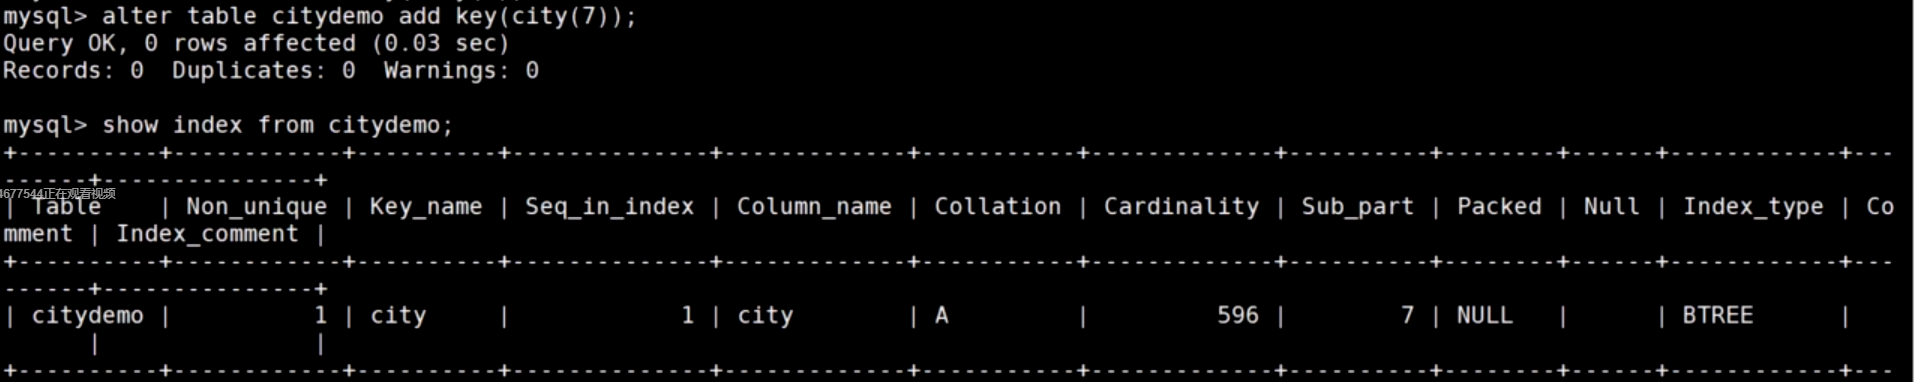 mysql> alter table citydemo add key(city(7));
Query OK, 0 rows affected (0.03 sec)
Records: 0  Duplicates: 0  Warnings: 0

mysql> show index from citydemo;
+----------+------------+----------+--------------+-------------+-----------+-------------+----------+--------+------+------------+---
------+---------------+
4677544正在观看视频
| Table    | Non_unique | Key_name | Seq_in_index | Column_name | Collation | Cardinality | Sub_part | Packed | Null | Index_type | Co
mment | Index_comment |
+----------+------------+----------+--------------+-------------+-----------+-------------+----------+--------+------+------------+---
------+---------------+
| citydemo |          1 | city     |            1 | city        | A         |         596 |        7 | NULL   |      | BTREE      |
      |               |
+----------+------------+----------+--------------+-------------+-----------+-------------+----------+--------+------+------------+---